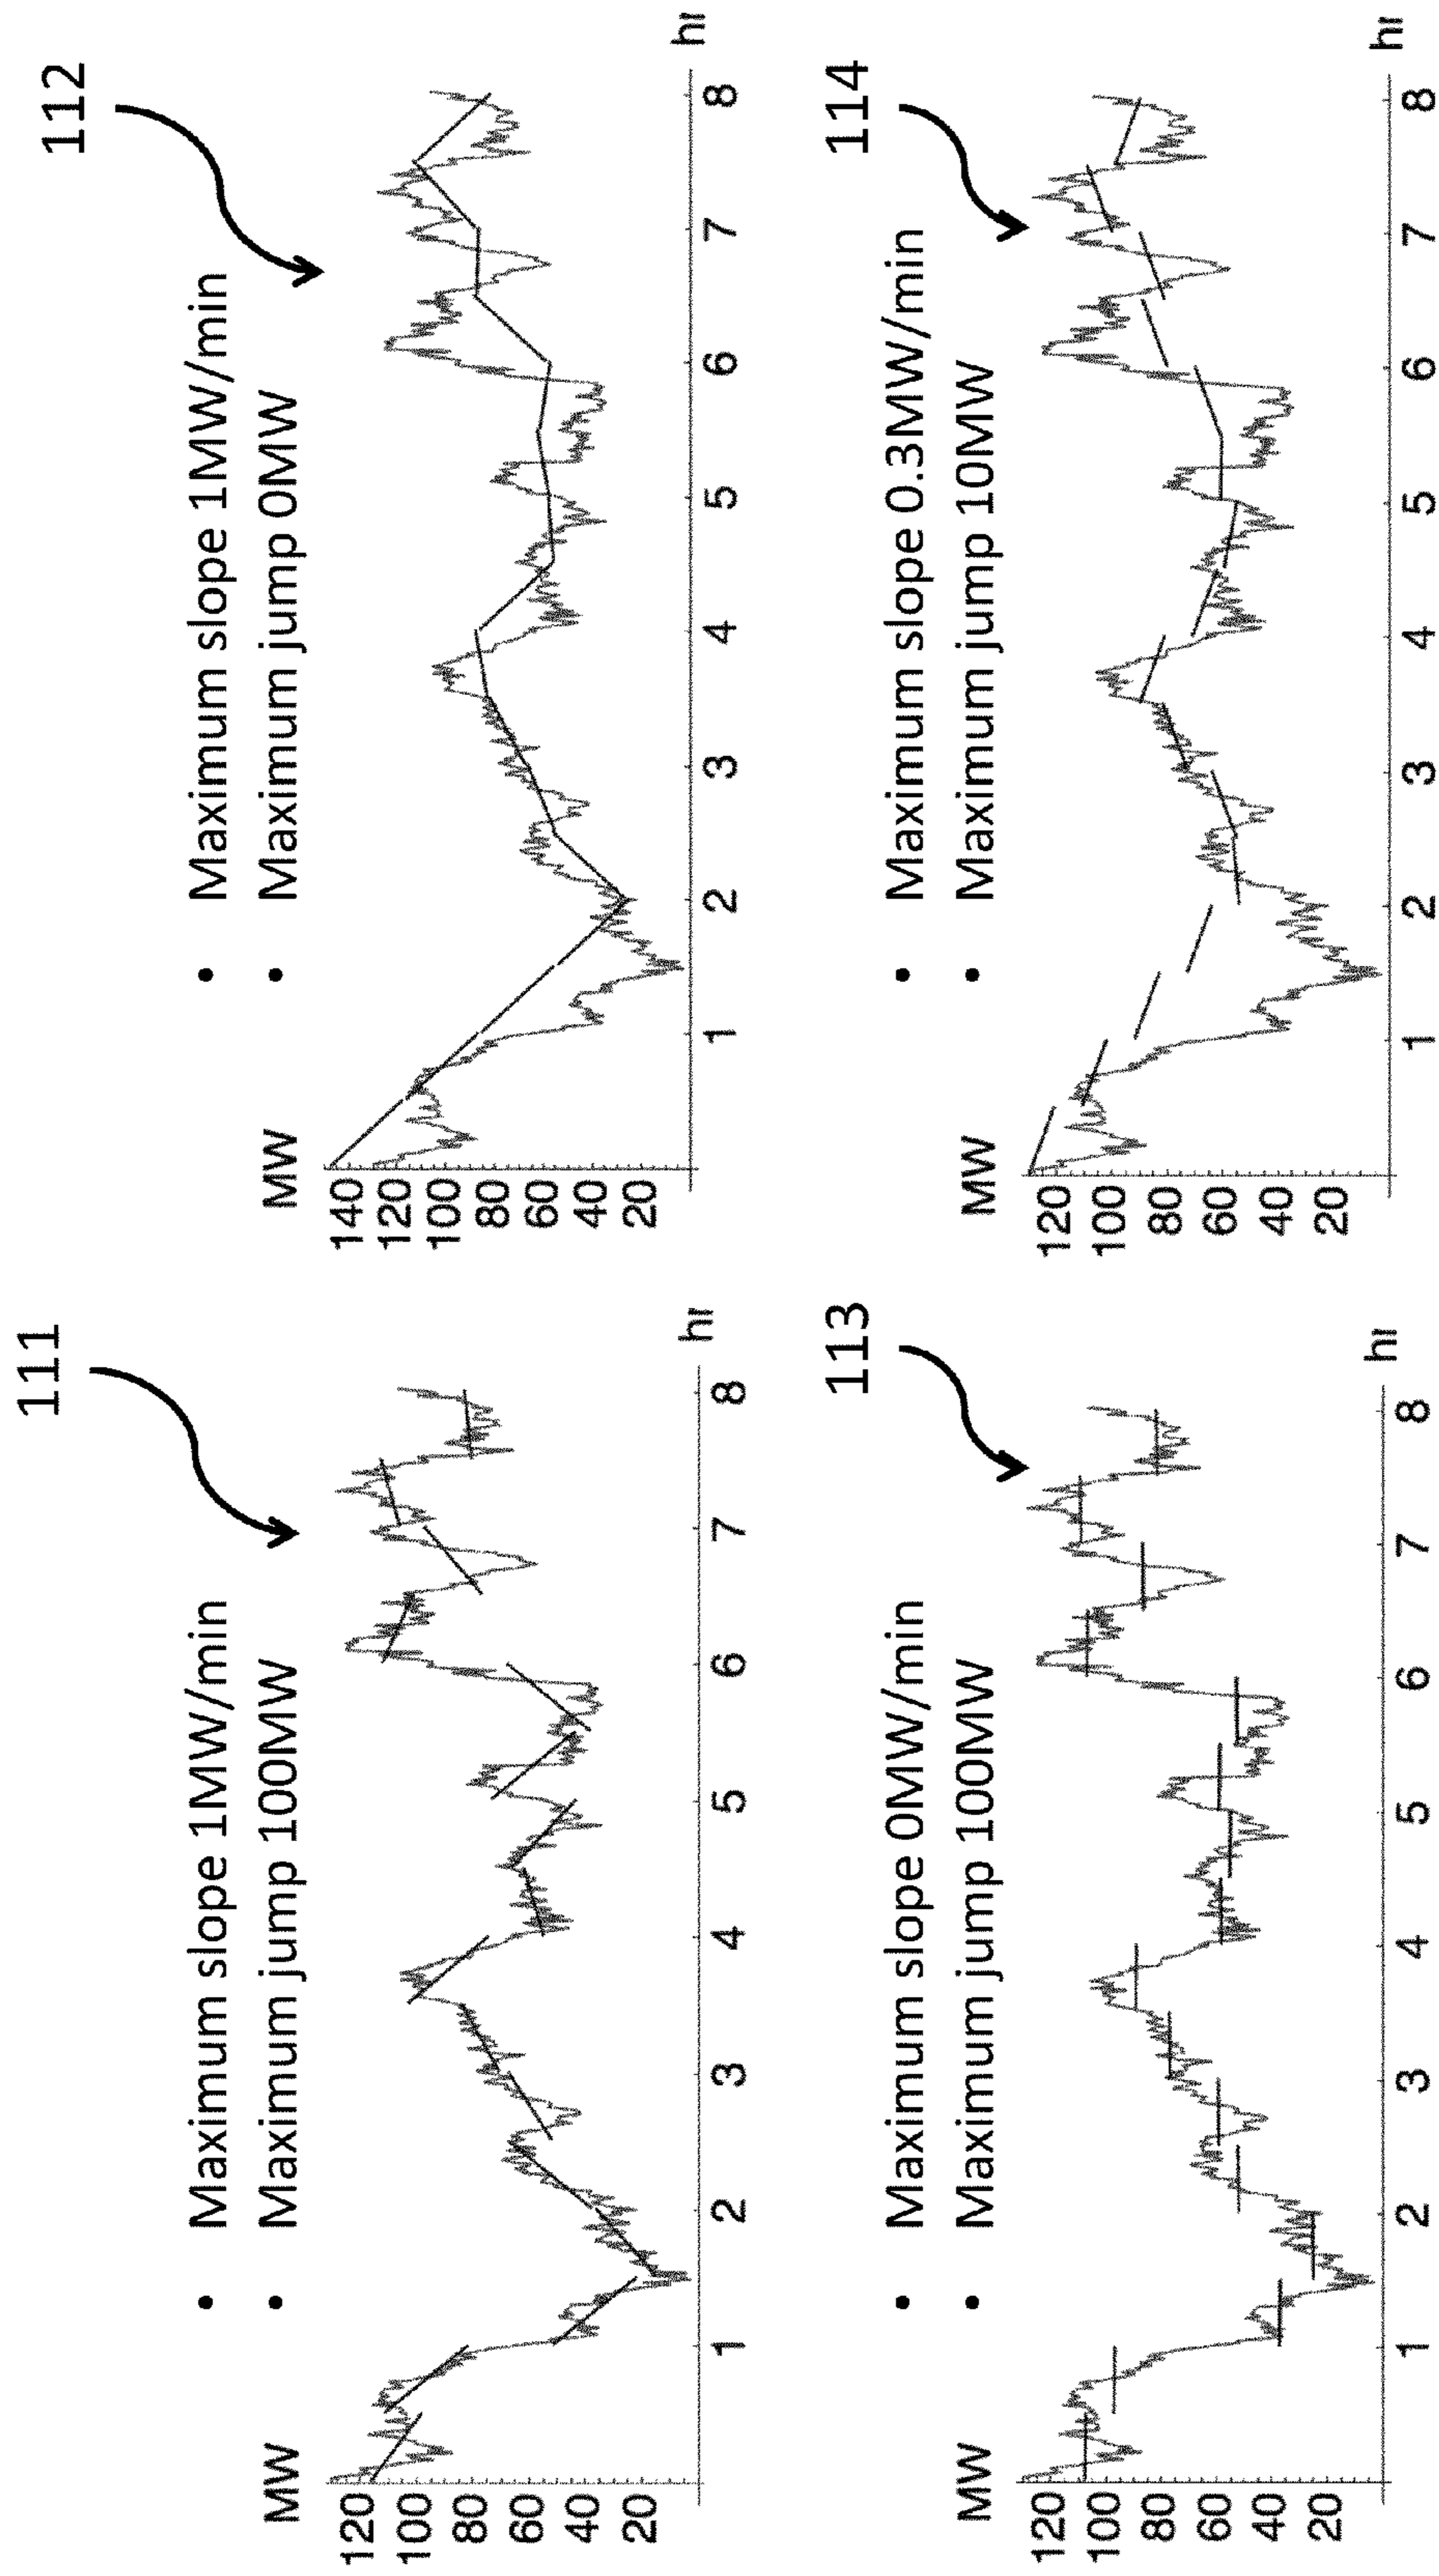 111
• Maximum slope 1MW/min
• Maximum jump 100MW
MW
120
100
80
60
40
20
1 2 3 4 5 6 7 8 hr
112
• Maximum slope 1MW/min
• Maximum jump 0MW
MW
140
120
100
80
60
40
20
1 2 3 4 5 6 7 8 hr
113
• Maximum slope 0MW/min
• Maximum jump 100MW
MW
120
100
80
60
40
20
1 2 3 4 5 6 7 8 hr
114
• Maximum slope 0.3MW/min
• Maximum jump 10MW
MW
120
100
80
60
40
20
1 2 3 4 5 6 7 8 hr